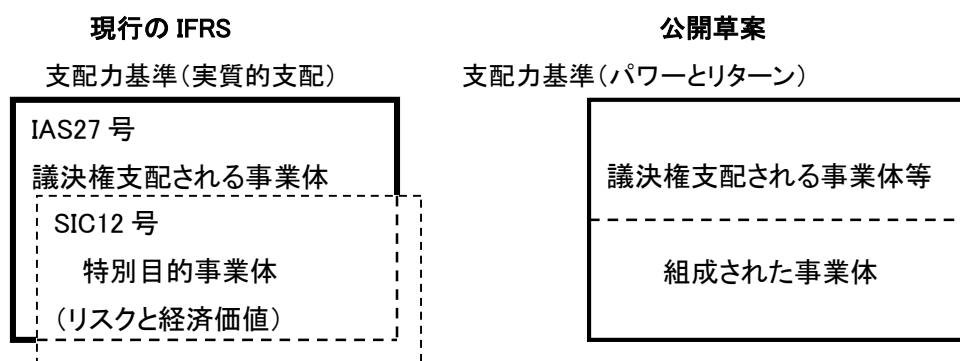 現行の IFRS
支配力基準(実質的支配)
IAS27 号
議決権支配される事業体
SIC12 号
特別目的事業体
(リスクと経済価値)
公開草案
支配力基準(パワーとリターン)
議決権支配される事業体等
組成された事業体